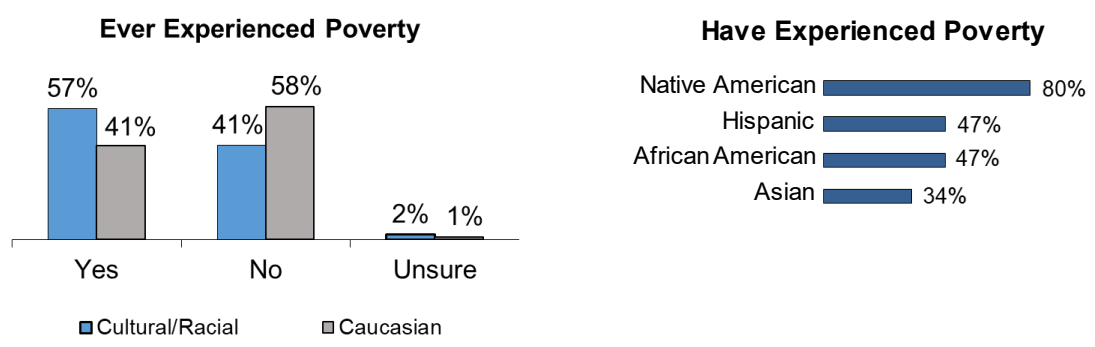 Ever Experienced Poverty
57%
41%
41%
58%
2%
1%
Yes
No
Unsure
Cultural/Racial
Caucasian
Have Experienced Poverty
Native American
80%
Hispanic
47%
African American
47%
Asian
34%